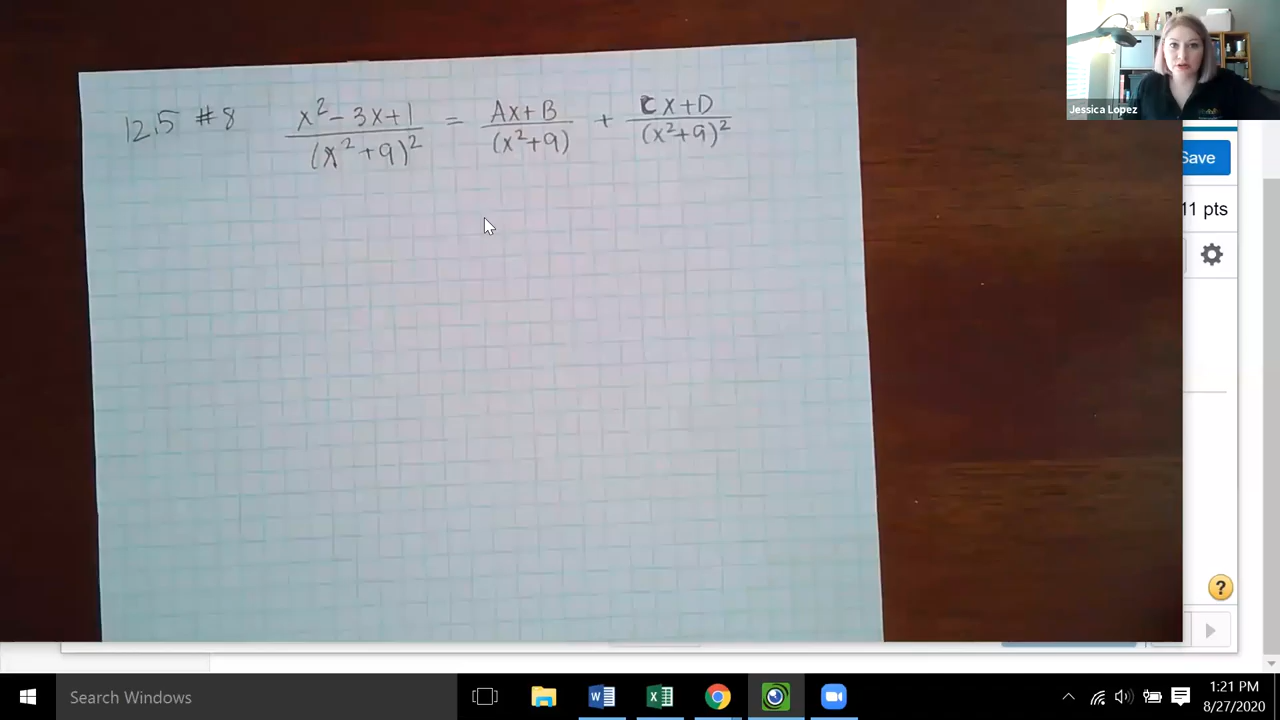 12.5 #8 x² - 3x + 1 / (x² + 9)² = Ax + B / (x² + 9) + Cx + D / (x² + 9)²
Jessica Lopez
Save
11 pts
?
Search Windows
1:21 PM
8/27/2020